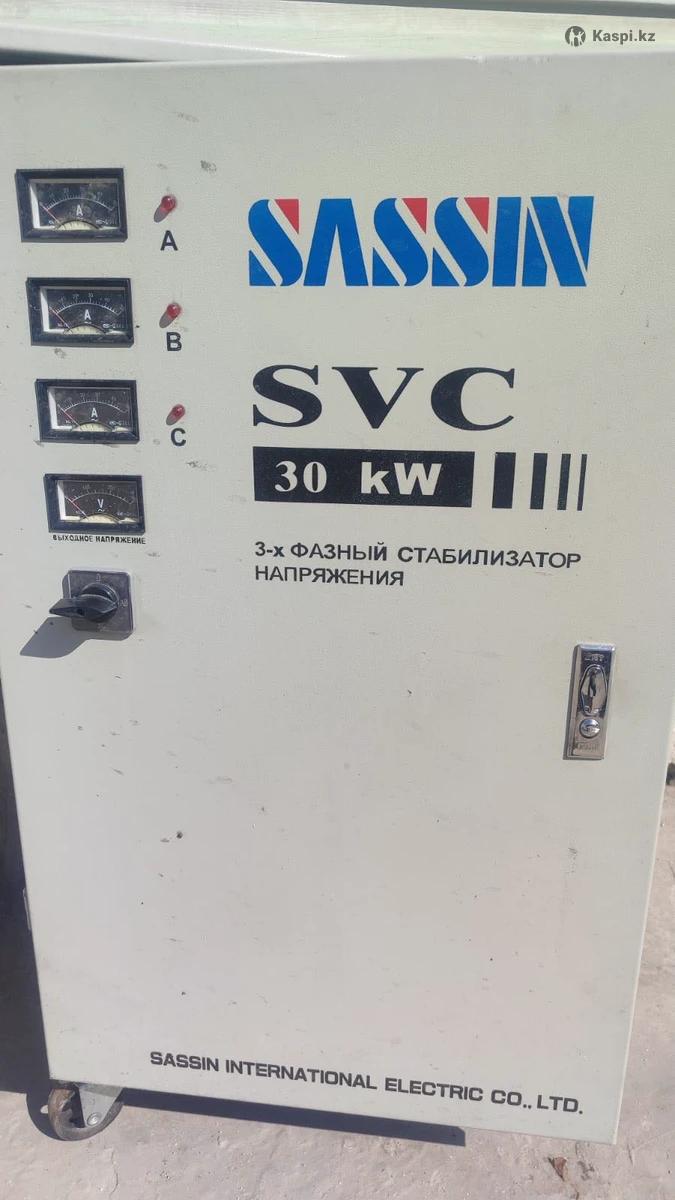 Kaspi.kz
A
A
SASSIN
A
B
A
C
SVC
30 kW
V
ВЫХОДНОЕ НАПРЯЖЕНИЕ
3-х ФАЗНЫЙ СТАБИЛИЗАТОР
НАПРЯЖЕНИЯ
SASSIN INTERNATIONAL ELECTRIC CO., LTD.